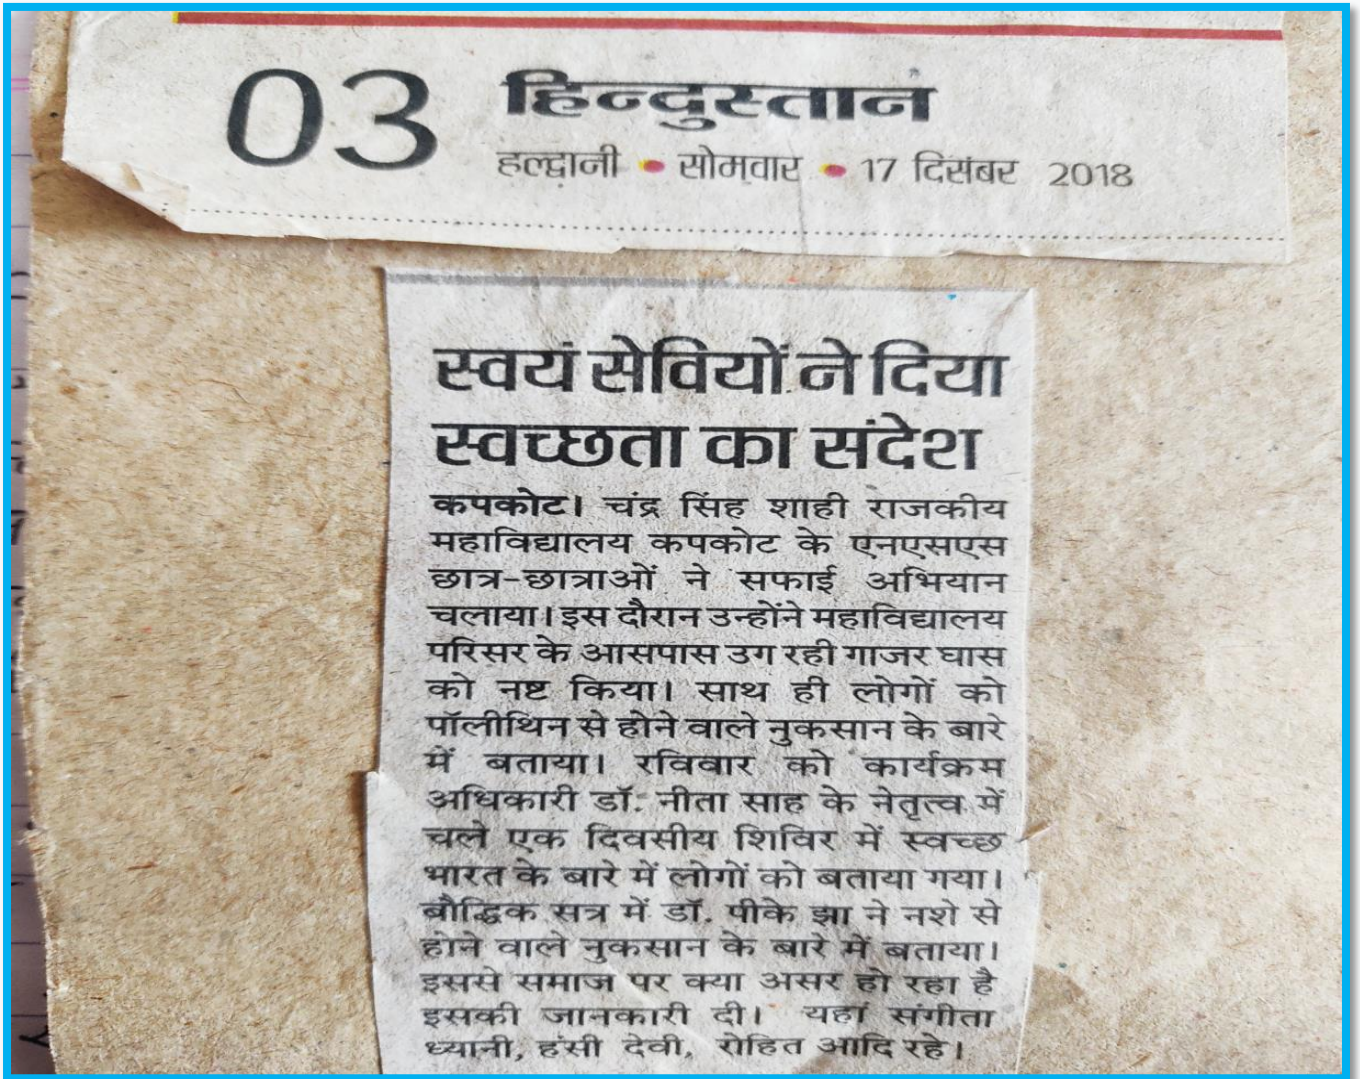 03 हिन्दुस्तान
हल्द्वानी • सोमवार • 17 दिसंबर 2018
स्वयं सेवियों ने दिया
स्वच्छता का संदेश
कपकोट। चंद्र सिंह शाही राजकीय
महाविद्यालय कपकोट के एनएसएस
छात्र-छात्राओं ने सफाई अभियान
चलाया। इस दौरान उन्होंने महाविद्यालय
परिसर के आसपास उग रही गाजर घास
को नष्ट किया। साथ ही लोगों को
पॉलीथिन से होने वाले नुकसान के बारे
में बताया। रविवार को कार्यक्रम
अधिकारी डॉ. नीता साह के नेतृत्व में
चले एक दिवसीय शिविर में स्वच्छ
भारत के बारे में लोगों को बताया गया।
बौद्धिक सत्र में डॉ. पीके झा ने नशे से
होने वाले नुकसान के बारे में बताया।
इससे समाज पर क्या असर हो रहा है
इसकी जानकारी दी। यहां संगीता
ध्यानी, हंसी देवी, रोहित आदि रहे।